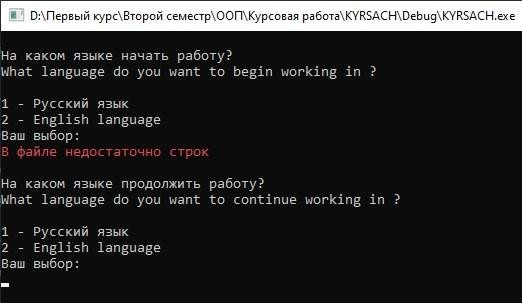 D:\Первый курс\Второй семестр\ООП\Курсовая работа\KYRSACH\Debug\KYRSACH.exe
На каком языке начать работу?
What language do you want to begin working in ?
1 - Русский язык
2 - English language
Ваш выбор:
В файле недостаточно строк
На каком языке продолжить работу?
What language do you want to continue working in ?
1 - Русский язык
2 - English language
Ваш выбор: